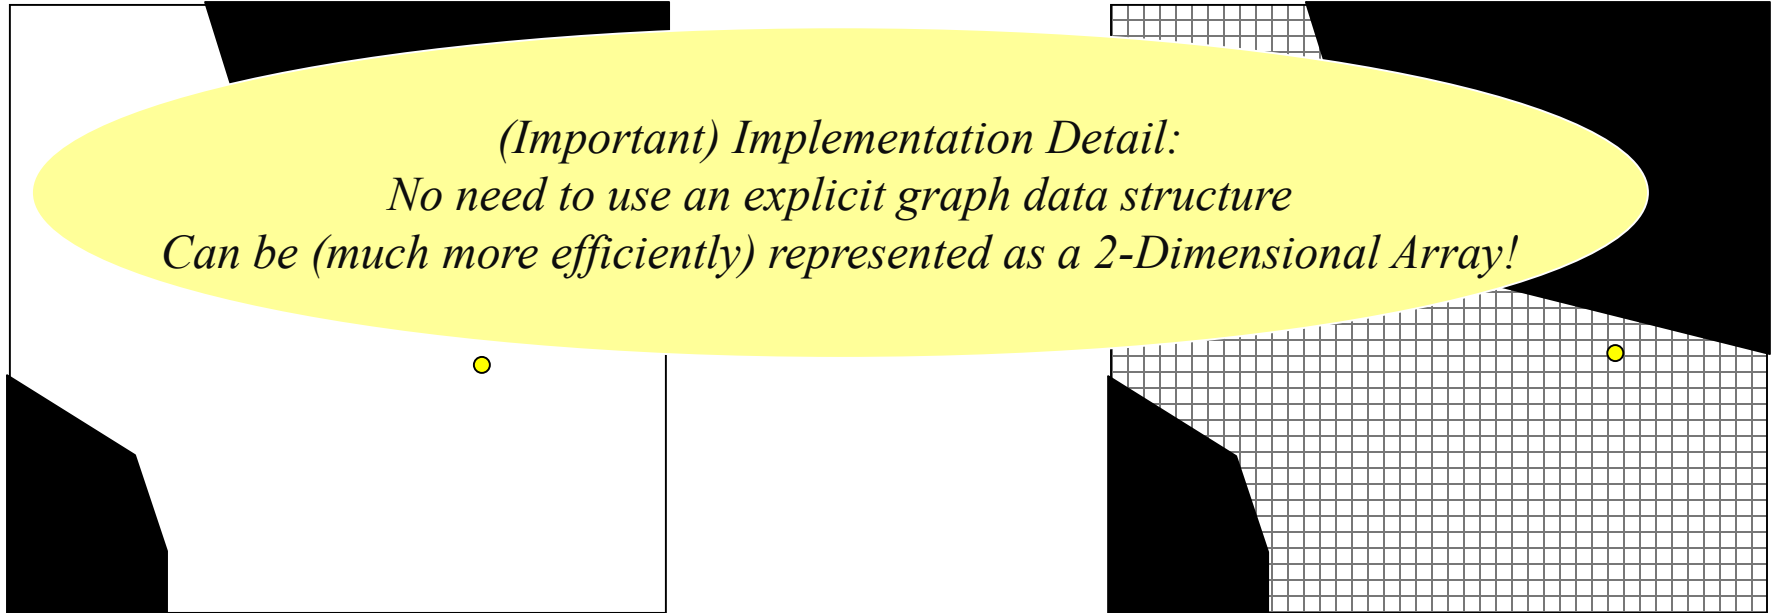 (Important) Implementation Detail:
No need to use an explicit graph data structure
Can be (much more efficiently) represented as a 2-Dimensional Array!